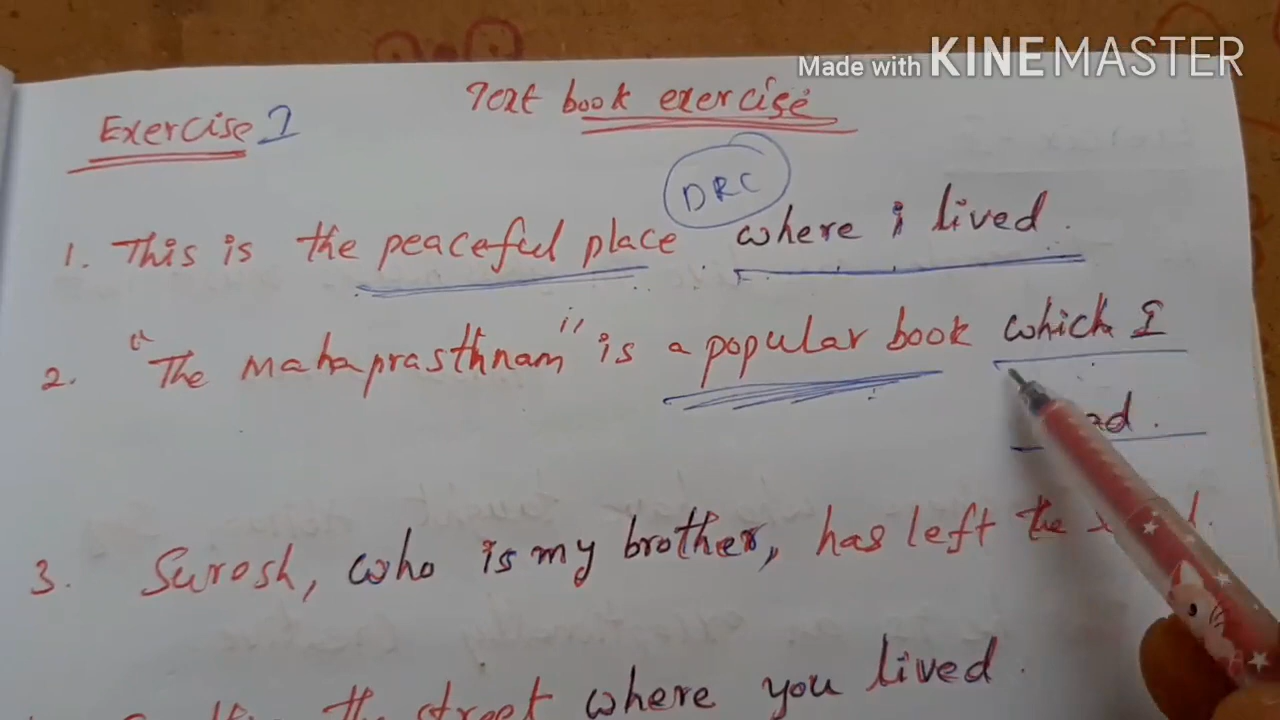 Made with KINEMASTER
Text book exercise
Exercise 1
DRC
1. This is the peaceful place where i lived.
2. "The mahaprasthnam" is a popular book which I
3. Surosh, who is my brother, has left the
the street where you lived.